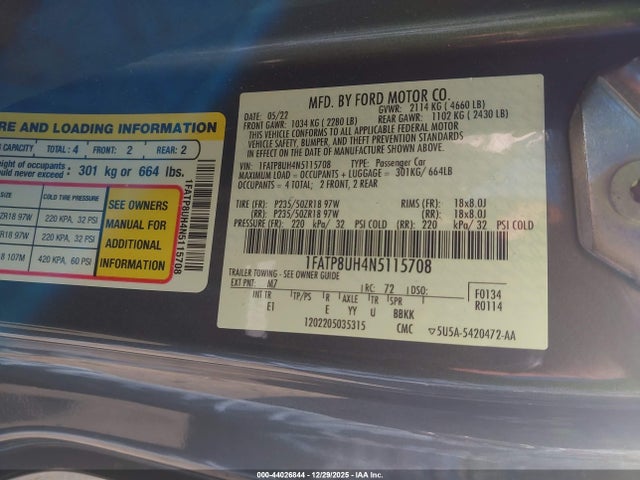 RE AND LOADING INFORMATION
CAPACITY TOTAL: 4 FRONT: 2 REAR: 2
eight of occupants
ould never exceed : 301 kg or 664 lbs.
SIZE COLD TIRE PRESSURE
ZR18 97W 220 KPA, 32 PSI
ZR18 97W 220 KPA, 32 PSI
R18 107M 420 KPA, 60 PSI
SEE OWNERS
MANUAL FOR
ADDITIONAL
INFORMATION
1FATP8UH4N5115708
MFD. BY FORD MOTOR CO.
05/22 GVWR: 2114 KG ( 4660 LB)
FRONT GAWR: 1034 KG ( 2280 LB) REAR GAWR: 1102 KG ( 2430 LB)
THIS VEHICLE CONFORMS TO ALL APPLICABLE FEDERAL MOTOR
VEHICLE SAFETY, BUMPER, AND THEFT PREVENTION STANDARDS
IN EFFECT ON THE DATE OF MANUFACTURE SHOWN ABOVE.
VIN: 1FATP8UH4N5115708 TYPE: Passenger Car
MAXIMUM LOAD = OCCUPANTS + LUGGAGE = 301KG/ 664LB
OCCUPANTS = 4 TOTAL: 2 FRONT, 2 REAR
TIRE (FR): P235/50ZR18 97W RIMS (FR): 18x8.0J
(RR): P235/50ZR18 97W (RR): 18x8.0J
PRESSURE (FR): 220 kPa/ 32 PSI COLD (RR): 220 kPa/ 32 PSI COLD
1FATP8UH4N5115708
TRAILER TOWING - SEE OWNER GUIDE
EXT PNT: M7 RC: 72 DSO: F0134
INT TR TP/PS R AXLE TR SPR R0114
EI E YY U BBKK
1202205035315 CMC 5U5A-5420472-AA
000-44026844 - 12/29/2025 - IAA US